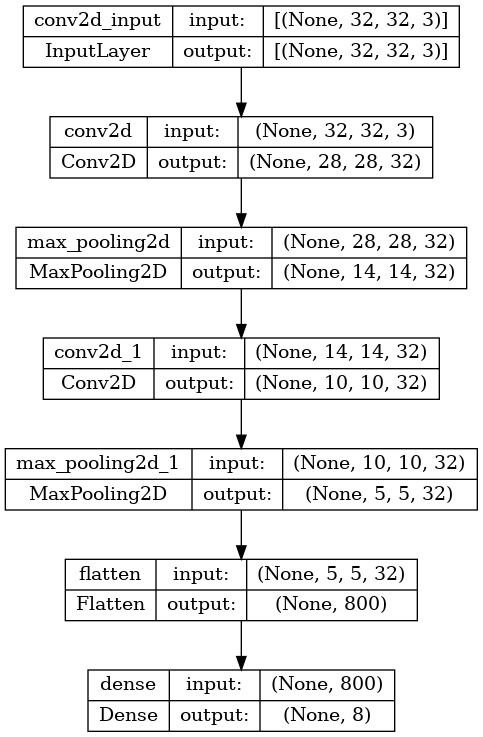 conv2d_input input: [(None, 32, 32, 3)]
InputLayer output: [(None, 32, 32, 3)]
conv2d input: (None, 32, 32, 3)
Conv2D output: (None, 28, 28, 32)
max_pooling2d input: (None, 28, 28, 32)
MaxPooling2D output: (None, 14, 14, 32)
conv2d_1 input: (None, 14, 14, 32)
Conv2D output: (None, 10, 10, 32)
max_pooling2d_1 input: (None, 10, 10, 32)
MaxPooling2D output: (None, 5, 5, 32)
flatten input: (None, 5, 5, 32)
Flatten output: (None, 800)
dense input: (None, 800)
Dense output: (None, 8)